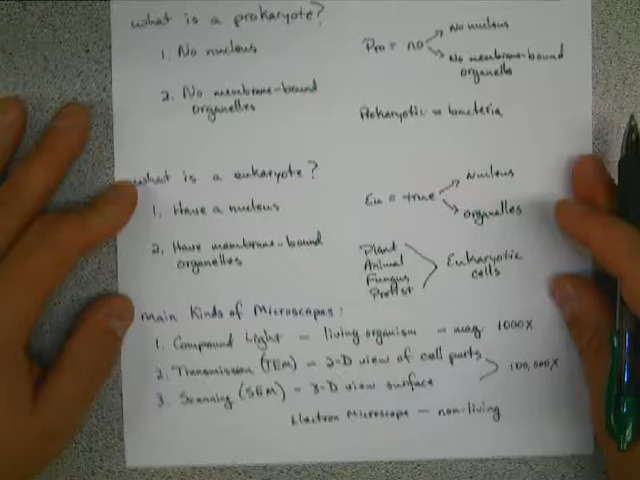 What is a prokaryote?
1. No nucleus
2. No membrane-bound
organelles
Pro = no
No nucleus
No membrane-bound
organelles
Prokaryotic = bacteria
What is a eukaryote?
1. Have a nucleus
2. Have membrane-bound
organelles
Eu = true
Nucleus
organelles
Plant
Animal
Fungus
Protist
Eukaryotic
cells
Main Kinds of Microscopes:
1. Compound Light = living organism = mag. 1000X
2. Transmission (TEM) = 2-D view of cell parts
3. Scanning (SEM) = 3-D view surface
100,000X
Electron Microscope = non-living